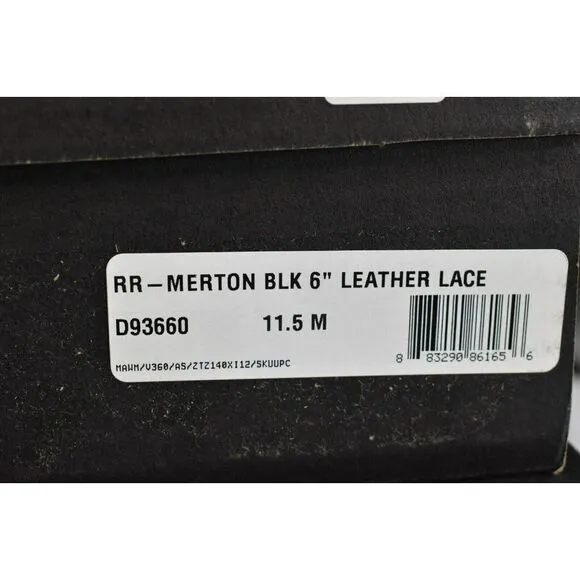 RR-MERTON BLK 6" LEATHER LACE
D93660 11.5 M
8 83290 86165 6
MAWM/V360/AS/ZTZ140XI12/SKUUPC